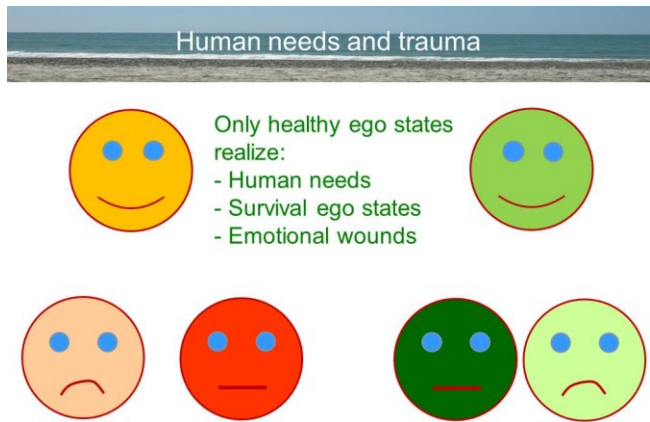 Human needs and trauma
Only healthy ego states
realize:
- Human needs
- Survival ego states
- Emotional wounds